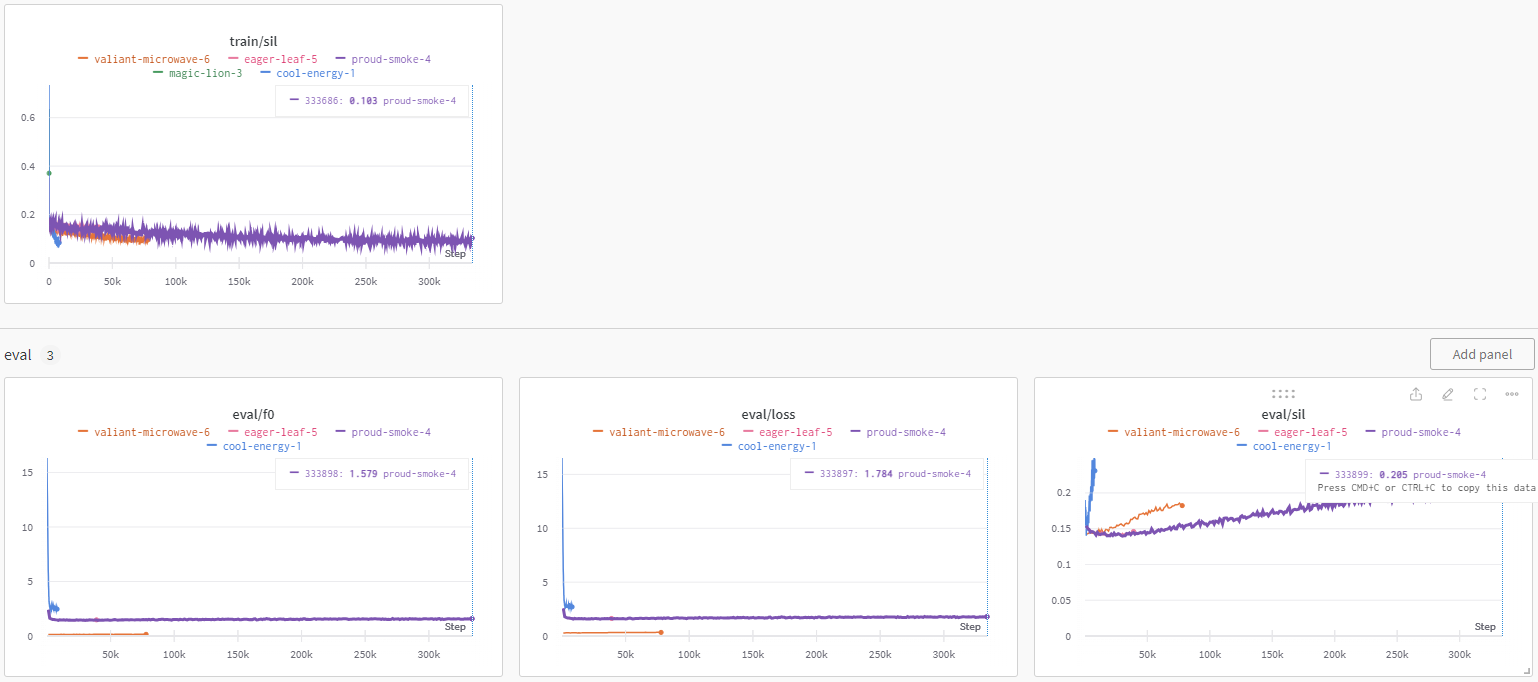 train/sil
valiant-microwave-6 eager-leaf-5 proud-smoke-4
magic-lion-3 cool-energy-1
333686: 0.103 proud-smoke-4
0.6
0.4
0.2
0
Step
0 50k 100k 150k 200k 250k 300k
eval 3
Add panel
eval/f0
valiant-microwave-6 eager-leaf-5 proud-smoke-4
cool-energy-1
333898: 1.579 proud-smoke-4
15
10
5
0
Step
50k 100k 150k 200k 250k 300k
eval/loss
valiant-microwave-6 eager-leaf-5 proud-smoke-4
cool-energy-1
333897: 1.784 proud-smoke-4
15
10
5
0
Step
50k 100k 150k 200k 250k 300k
eval/sil
valiant-microwave-6 eager-leaf-5 proud-smoke-4
cool-energy-1
333899: 0.205 proud-smoke-4
Press CMD+C or CTRL+C to copy this data
0.2
0.15
0.1
0.05
0
Step
50k 100k 150k 200k 250k 300k